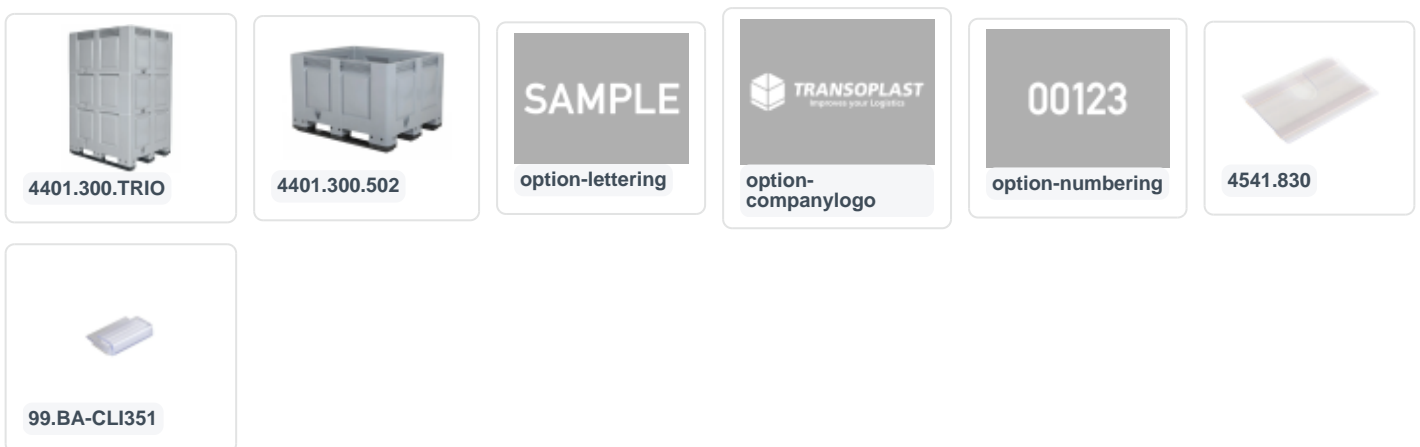 4401.300.TRIO
4401.300.502
SAMPLE
option-lettering
TRANSOPLAST
Improves your Logistics
option-
companylogo
00123
option-numbering
4541.830
99.BA-CLI351